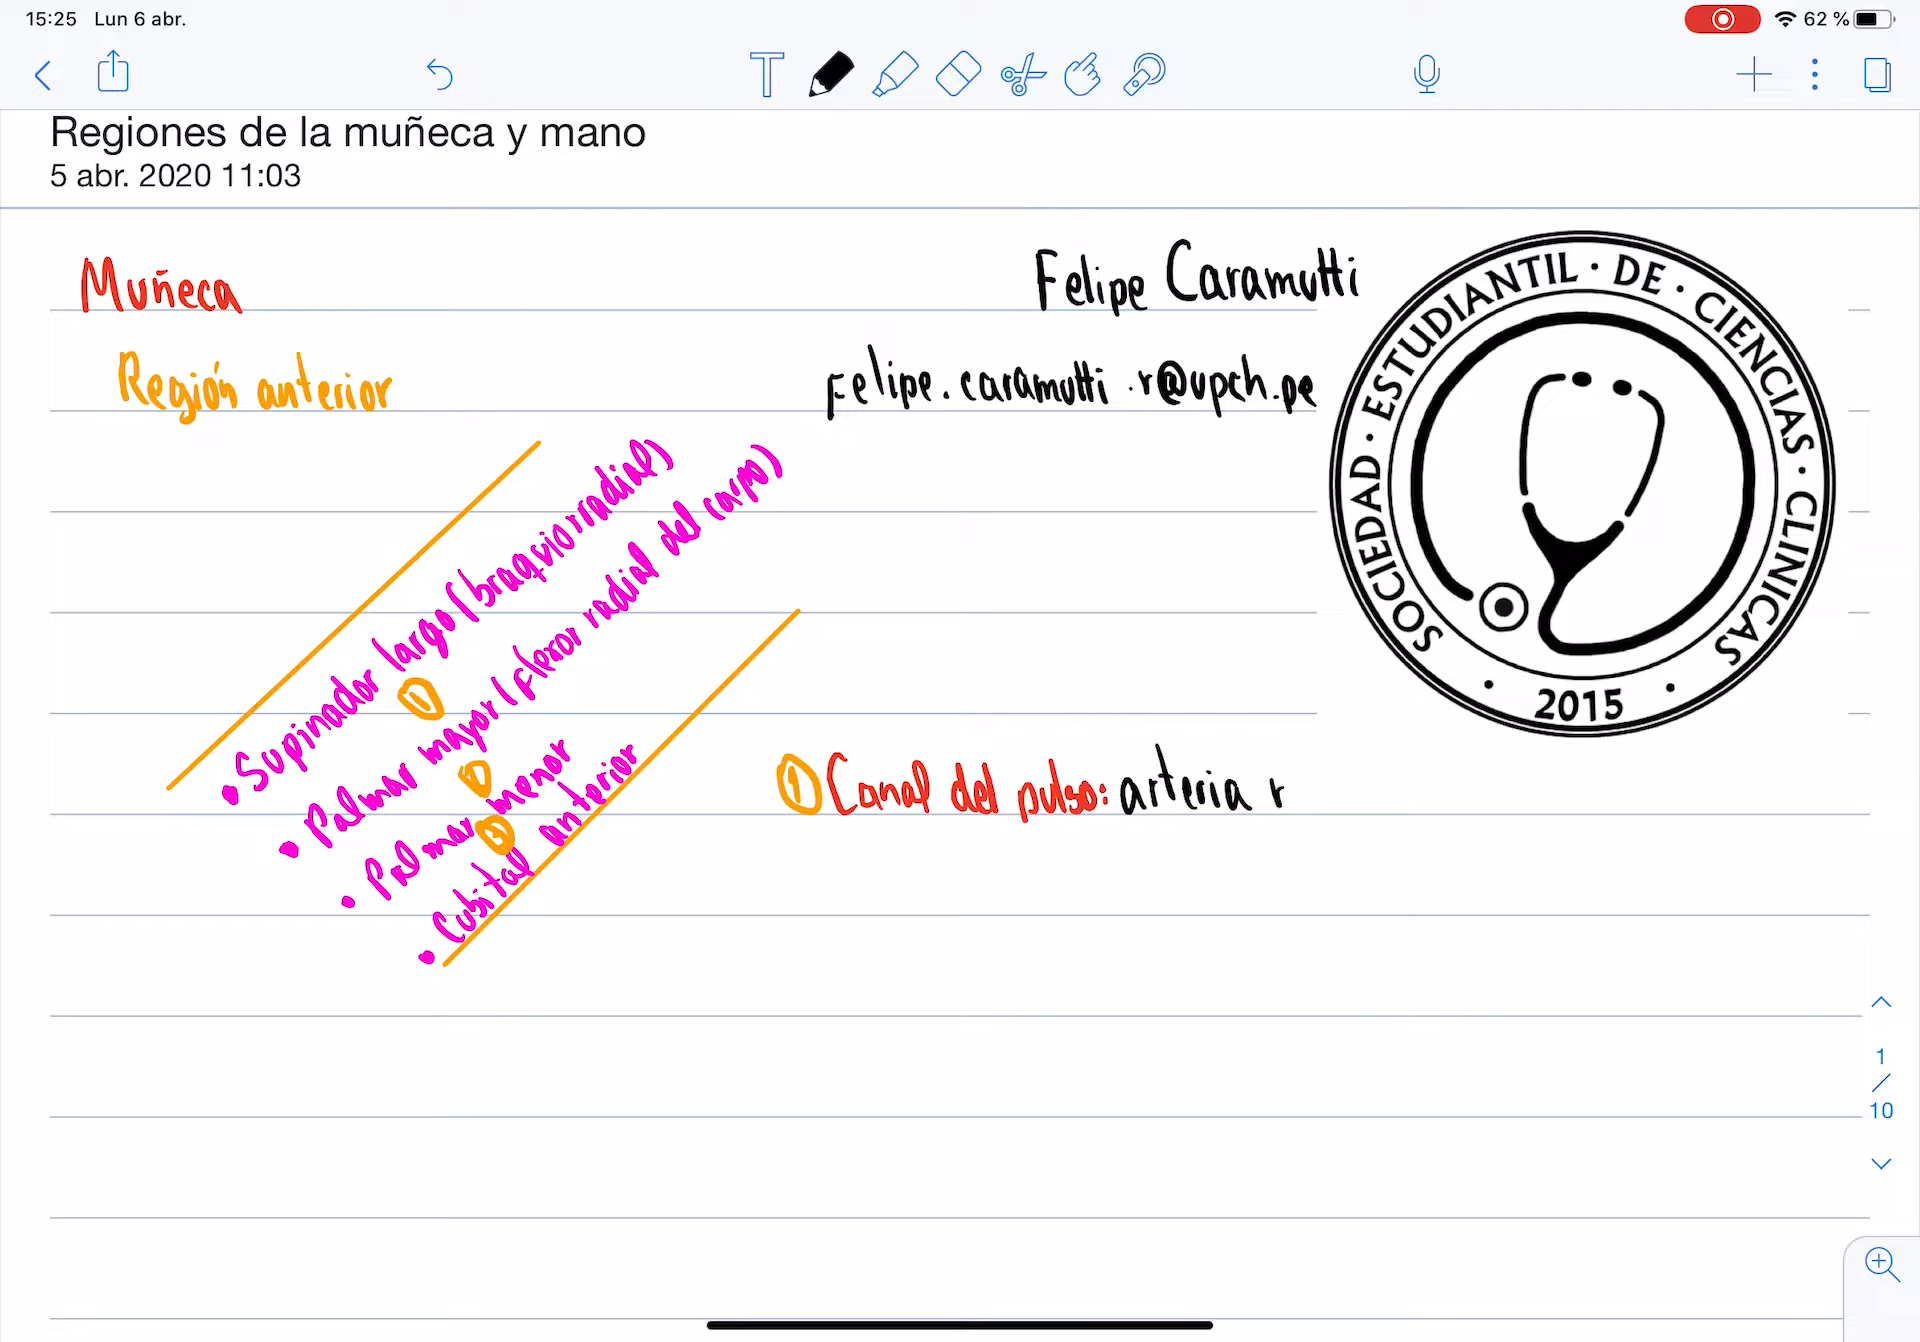 15:25 Lun 6 abr.
62 %
Regiones de la muñeca y mano
5 abr. 2020 11:03
Muñeca
Felipe Caramutti
Región anterior
felipe.caramutti.r@upch.pe
SOCIEDAD · ESTUDIANTIL · DE · CIENCIAS · CLINICAS
· 2015 ·
• Supinador largo (braquiorradial)
1
• Palmar mayor (flexor radial del carpo)
• Palmar menor
3
• Cubital anterior
1 Canal del pulso: arteria r
1
/
10